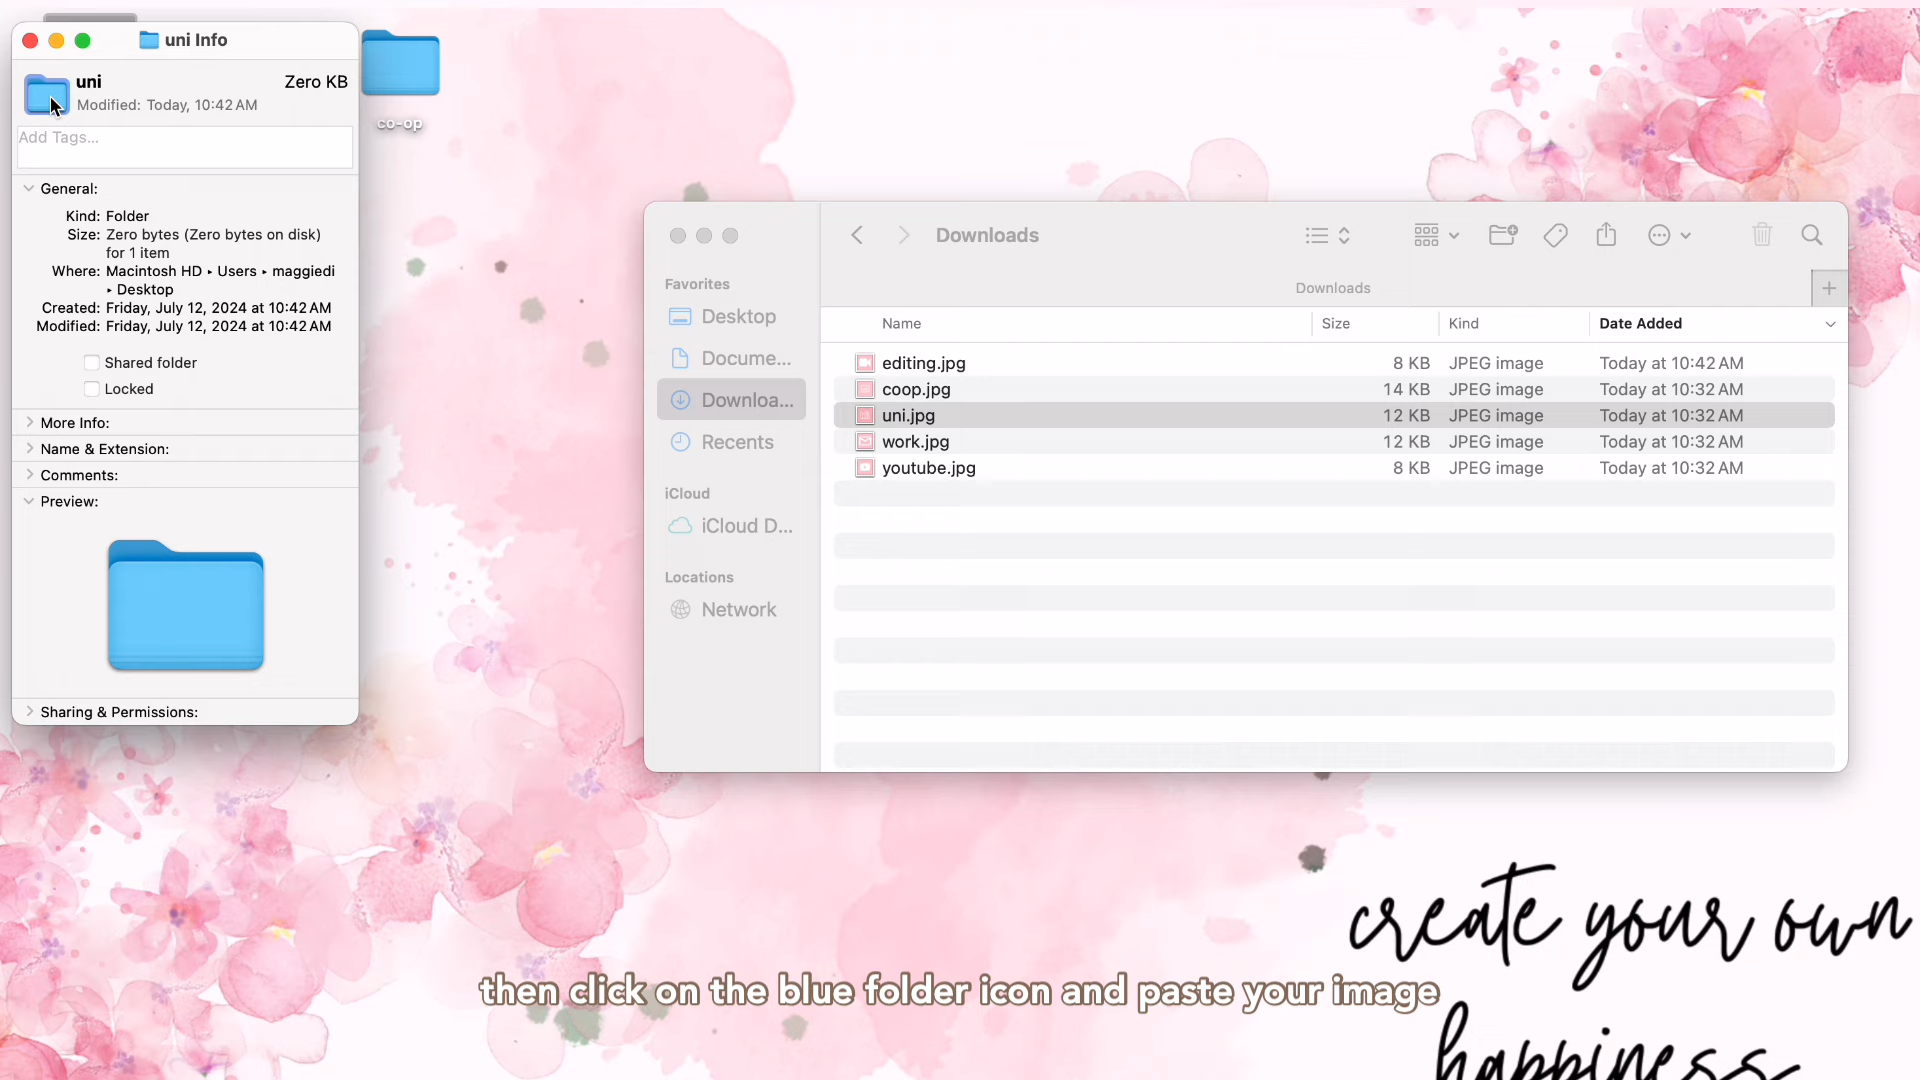 uni Info
uni
Zero KB
Modified: Today, 10:42 AM
Add Tags...
General:
Kind: Folder
Size: Zero bytes (Zero bytes on disk)
for 1 item
Where: Macintosh HD ▸ Users ▸ maggiedi
▸ Desktop
Created: Friday, July 12, 2024 at 10:42 AM
Modified: Friday, July 12, 2024 at 10:42 AM
Shared folder
Locked
More Info:
Name & Extension:
Comments:
Preview:
Sharing & Permissions:
co-op
Favorites
Desktop
Docume...
Downloa...
Recents
iCloud
iCloud D...
Locations
Network
Downloads
Downloads
Name Size Kind Date Added
editing.jpg 8 KB JPEG image Today at 10:42 AM
coop.jpg 14 KB JPEG image Today at 10:32 AM
uni.jpg 12 KB JPEG image Today at 10:32 AM
work.jpg 12 KB JPEG image Today at 10:32 AM
youtube.jpg 8 KB JPEG image Today at 10:32 AM
create your own
happiness
then click on the blue folder icon and paste your image